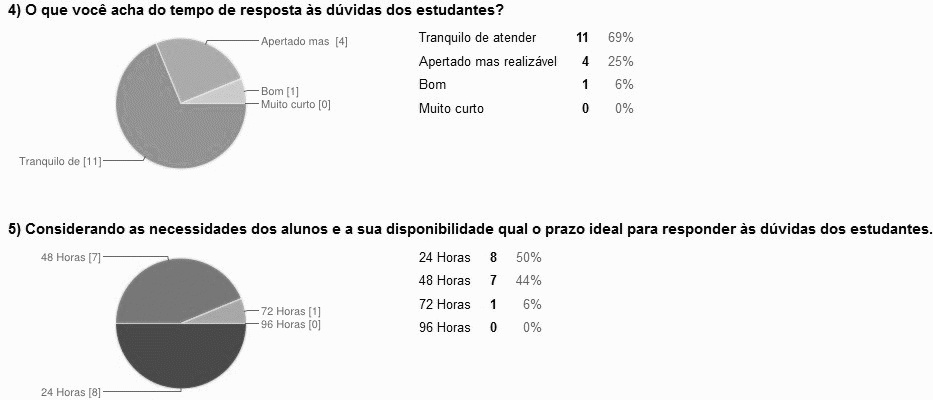 4) O que você acha do tempo de resposta às dúvidas dos estudantes?
Apertado mas [4]
Bom [1]
Muito curto [0]
Tranquilo de [11]
Tranquilo de atender 11 69%
Apertado mas realizável 4 25%
Bom 1 6%
Muito curto 0 0%
5) Considerando as necessidades dos alunos e a sua disponibilidade qual o prazo ideal para responder às dúvidas dos estudantes.
48 Horas [7]
72 Horas [1]
96 Horas [0]
24 Horas [8]
24 Horas 8 50%
48 Horas 7 44%
72 Horas 1 6%
96 Horas 0 0%